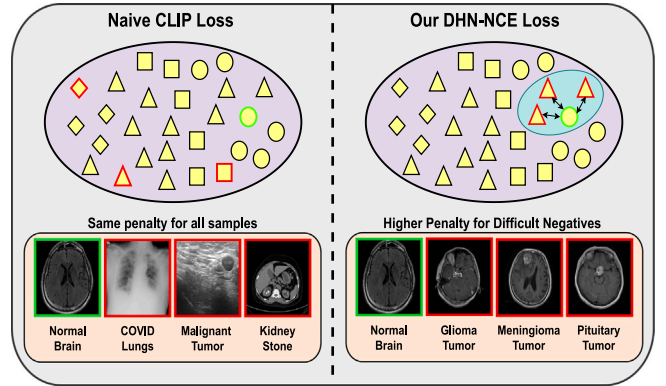 Naive CLIP Loss
Our DHN-NCE Loss
Same penalty for all samples
Higher Penalty for Difficult Negatives
Normal
Brain
COVID
Lungs
Malignant
Tumor
Kidney
Stone
Normal
Brain
Glioma
Tumor
Meningioma
Tumor
Pituitary
Tumor